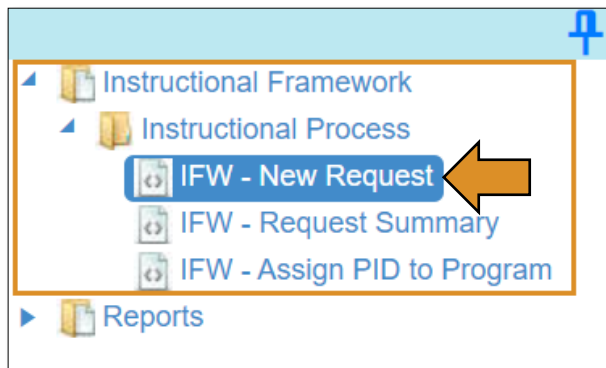 Instructional Framework
Instructional Process
IFW - New Request
IFW - Request Summary
IFW - Assign PID to Program
Reports